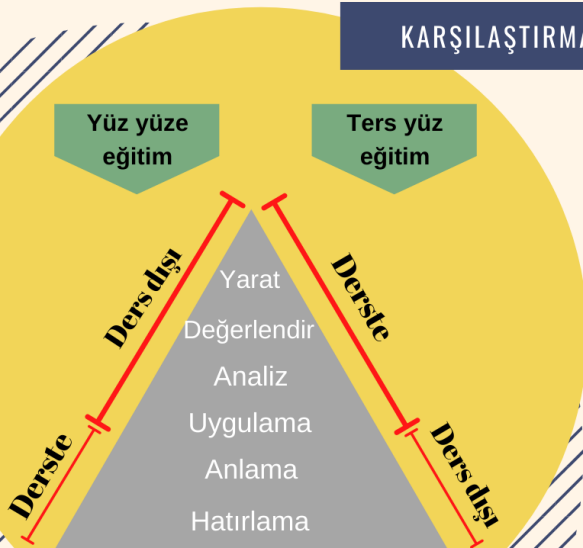 KARŞILAŞTIRMA
Yüz yüze
eğitim
Ters yüz
eğitim
Ders dışı
Derste
Yarat
Değerlendir
Analiz
Uygulama
Anlama
Hatırlama
Derste
Ders dışı